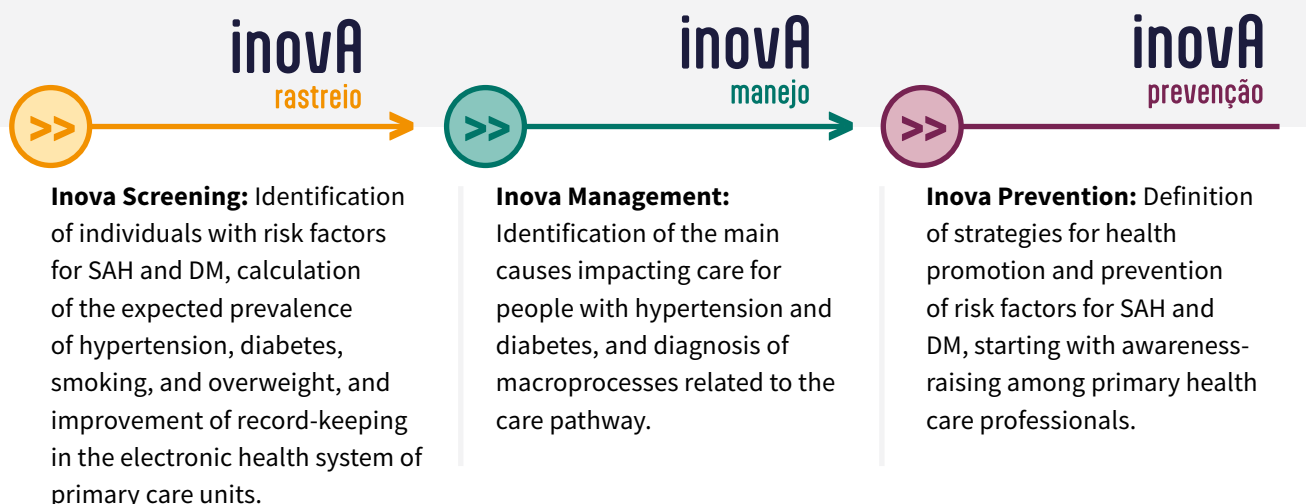 inovA
rastreio
>>
Inova Screening: Identification
of individuals with risk factors
for SAH and DM, calculation
of the expected prevalence
of hypertension, diabetes,
smoking, and overweight, and
improvement of record-keeping
in the electronic health system of
primary care units.
inovA
manejo
>>
Inova Management:
Identification of the main
causes impacting care for
people with hypertension and
diabetes, and diagnosis of
macroprocesses related to the
care pathway.
inovA
prevenção
>>
Inova Prevention: Definition
of strategies for health
promotion and prevention
of risk factors for SAH and
DM, starting with awareness-
raising among primary health
care professionals.